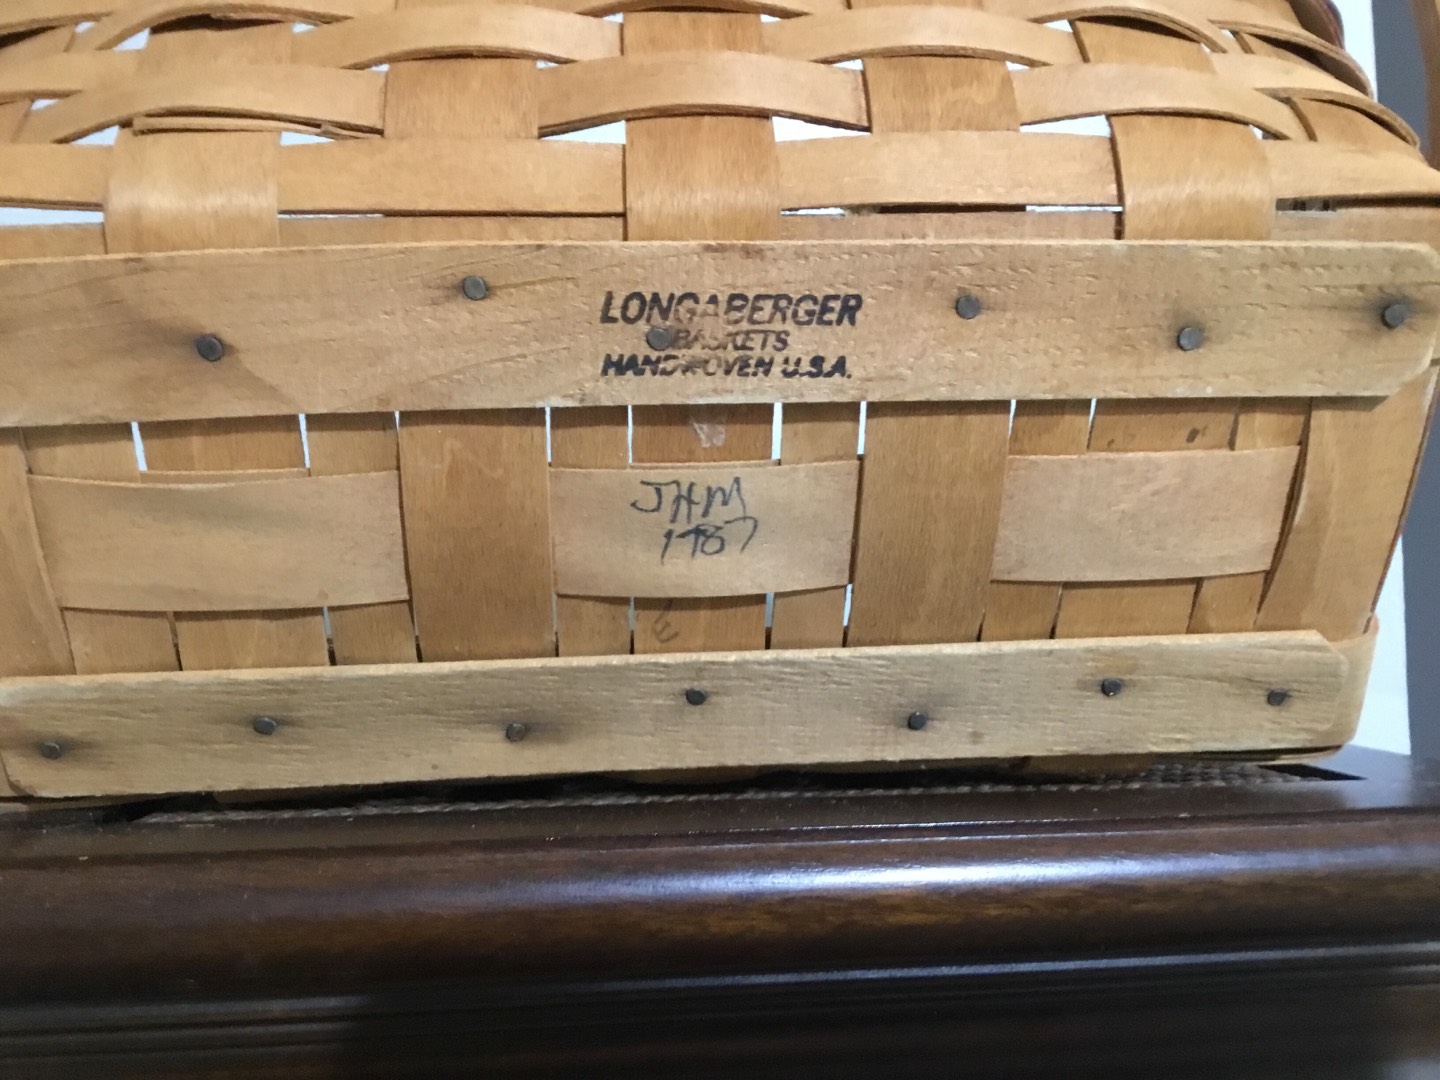 LONGABERGER
BASKETS
HANDWOVEN U.S.A.
JHM
1987